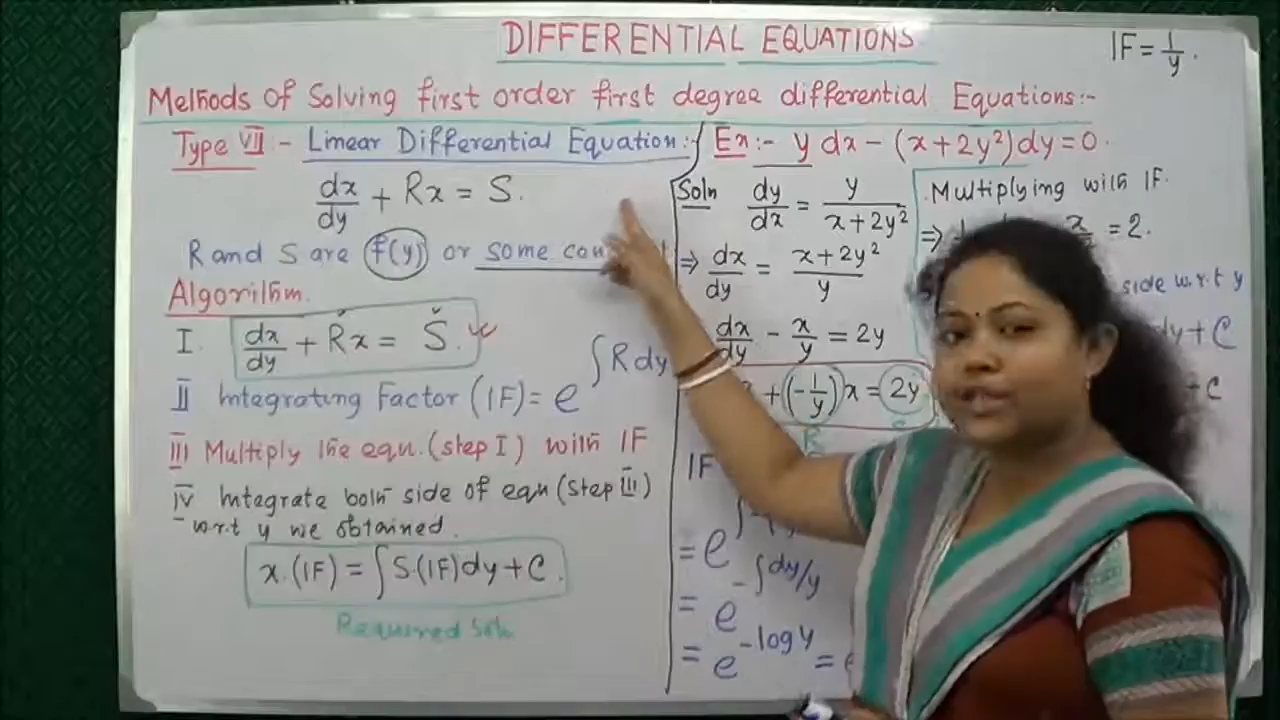 DIFFERENTIAL EQUATIONS
IF = 1/y .
Methods of Solving first order first degree differential Equations:-
Type VII :- Linear Differential Equation:-
dx/dy + Rx = S.
R and S are f(y) or some
Algorithm.
I. dx/dy + Rx = S.
II Integrating Factor (IF) = e^∫Rdy
III Multiply the eqn. (step I) with IF
IV Integrate both side of eqn (Step III)
w.r.t y we obtained.
x.(IF) = ∫S.(IF)dy + C.
Required Soln
Ex:- y dx - (x+2y²)dy = 0.
Soln dy/dx = y/(x+2y²)
⇒ dx/dy = (x+2y²)/y
dx/dy - x/y = 2y
+ (-1/y)x = 2y
R
IF
= e
= e^-∫dy/y
= e^-log y =
Multiplying with IF.
⇒ = 2.
side w.r.t y
dy + C
+ C